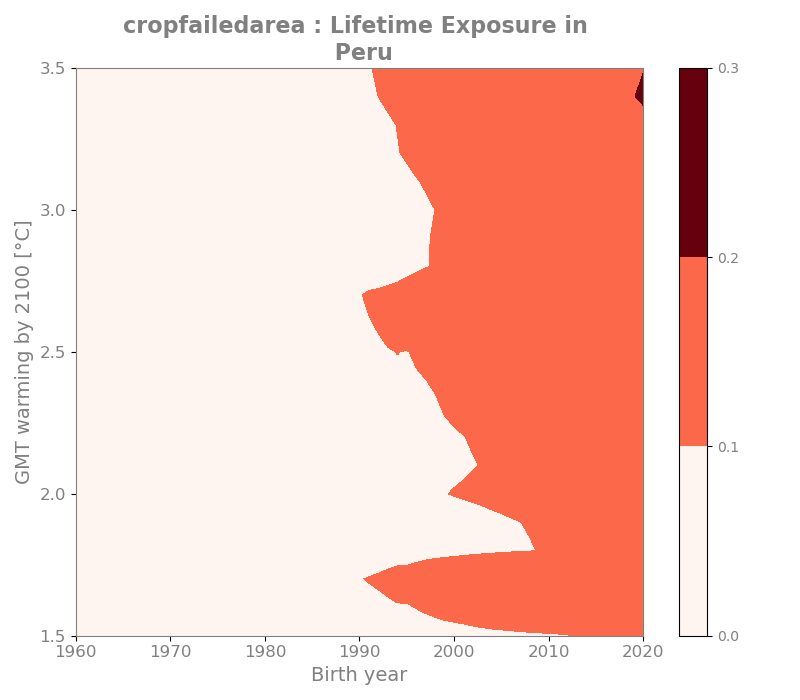 cropfailedarea : Lifetime Exposure in
Peru
3.5
3.0
2.5
2.0
1.5
GMT warming by 2100 [°C]
1960 1970 1980 1990 2000 2010 2020
Birth year
0.3
0.2
0.1
0.0